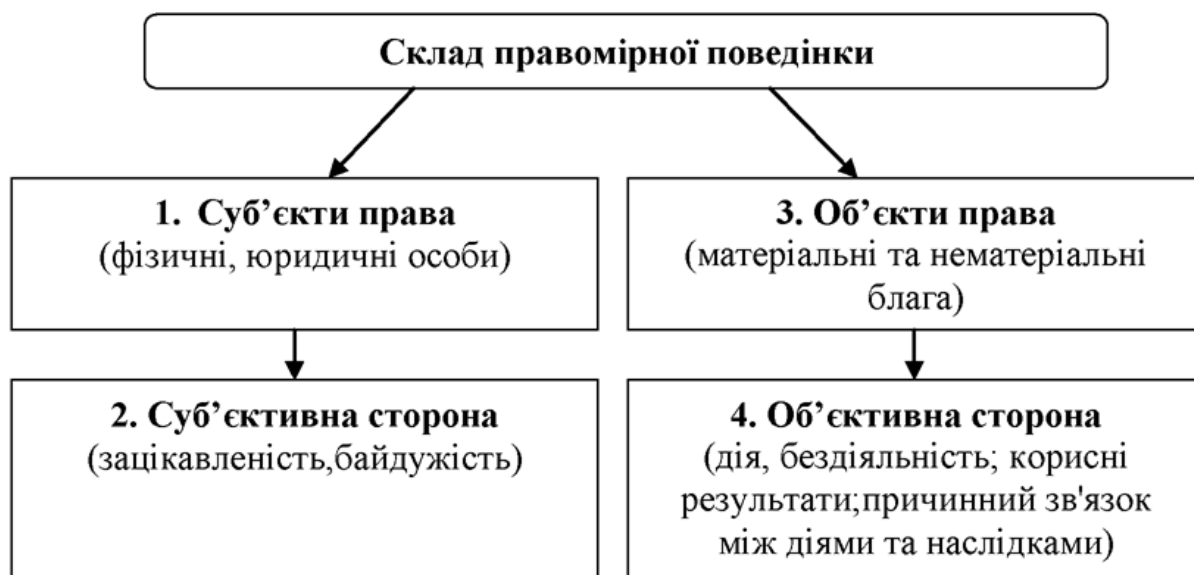 Склад правомірної поведінки
1. Суб’єкти права
(фізичні, юридичні особи)
2. Суб’єктивна сторона
(зацікавленість,байдужість)
3. Об’єкти права
(матеріальні та нематеріальні
блага)
4. Об’єктивна сторона
(дія, бездіяльність; корисні
результати;причинний зв'язок
між діями та наслідками)